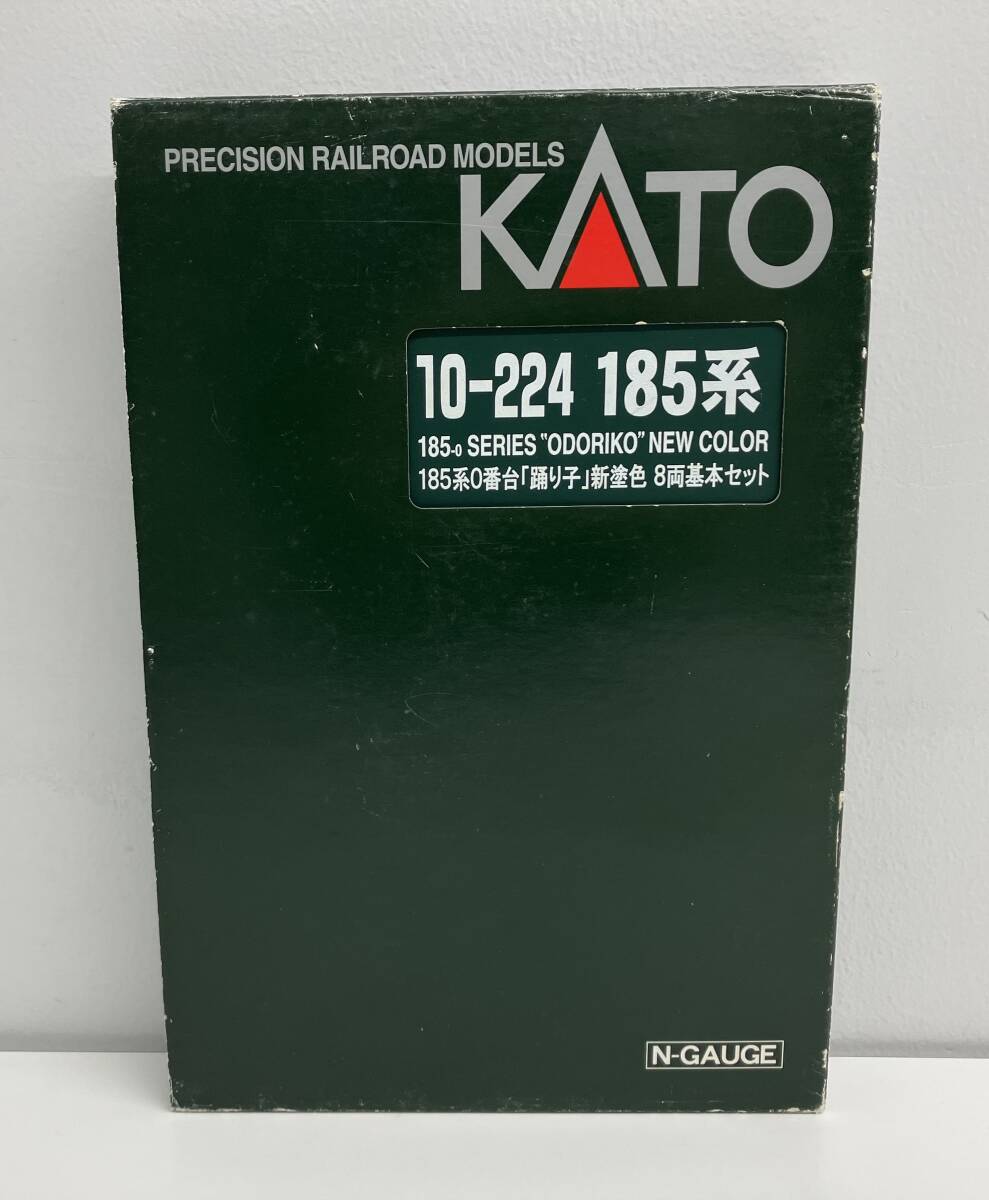 PRECISION RAILROAD MODELS
KATO
10-224 185系
185-0 SERIES "ODORIKO" NEW COLOR
185系0番台「踊り子」新塗色 8両基本セット
N-GAUGE